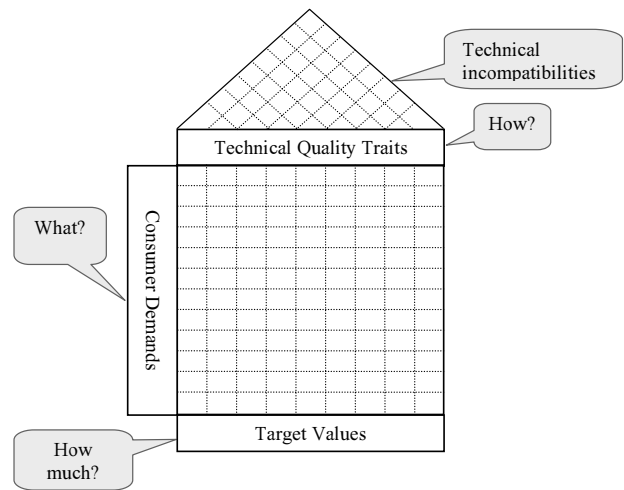 Technical
incompatibilities
How?
Technical Quality Traits
What?
Consumer Demands
Target Values
How
much?